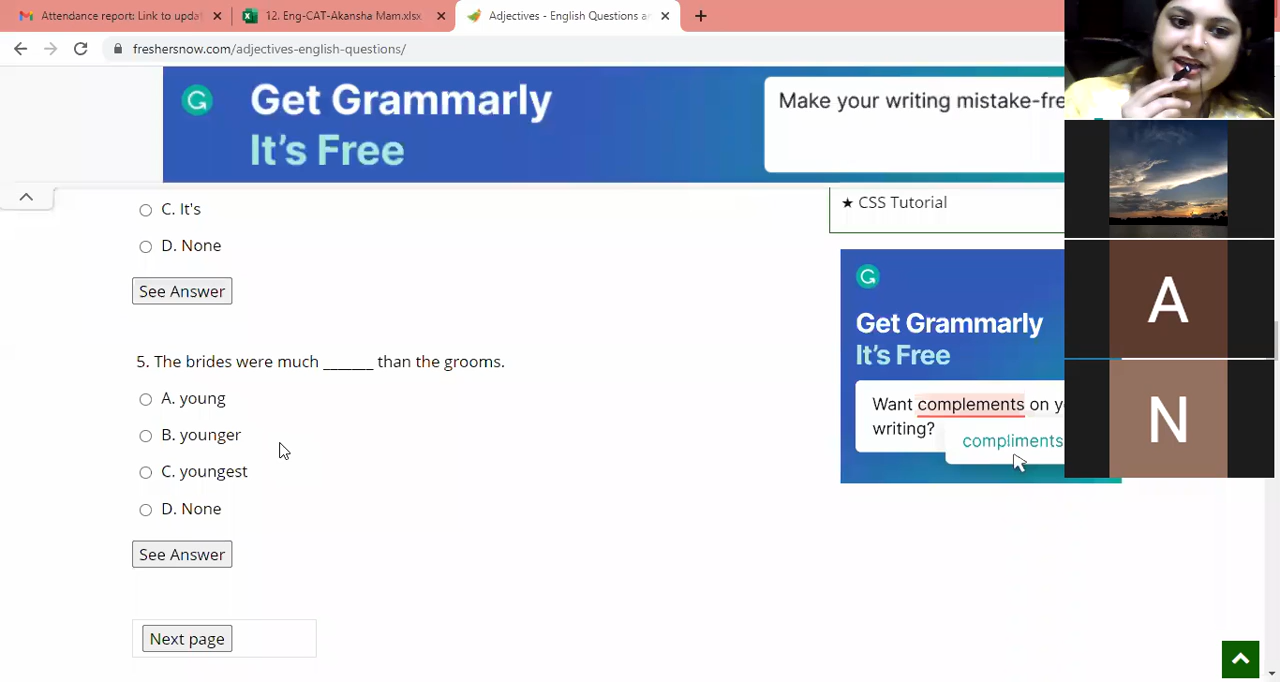 Attendance report: Link to updat
12. Eng-CAT-Akansha Mam.xlsx
Adjectives - English Questions a
freshersnow.com/adjectives-english-questions/
Get Grammarly
It's Free
Make your writing mistake-fre
C. It's
D. None
See Answer
★ CSS Tutorial
Get Grammarly
It's Free
Want complements on y
writing?
compliments
5. The brides were much _______ than the grooms.
A. young
B. younger
C. youngest
D. None
See Answer
Next page
A
N